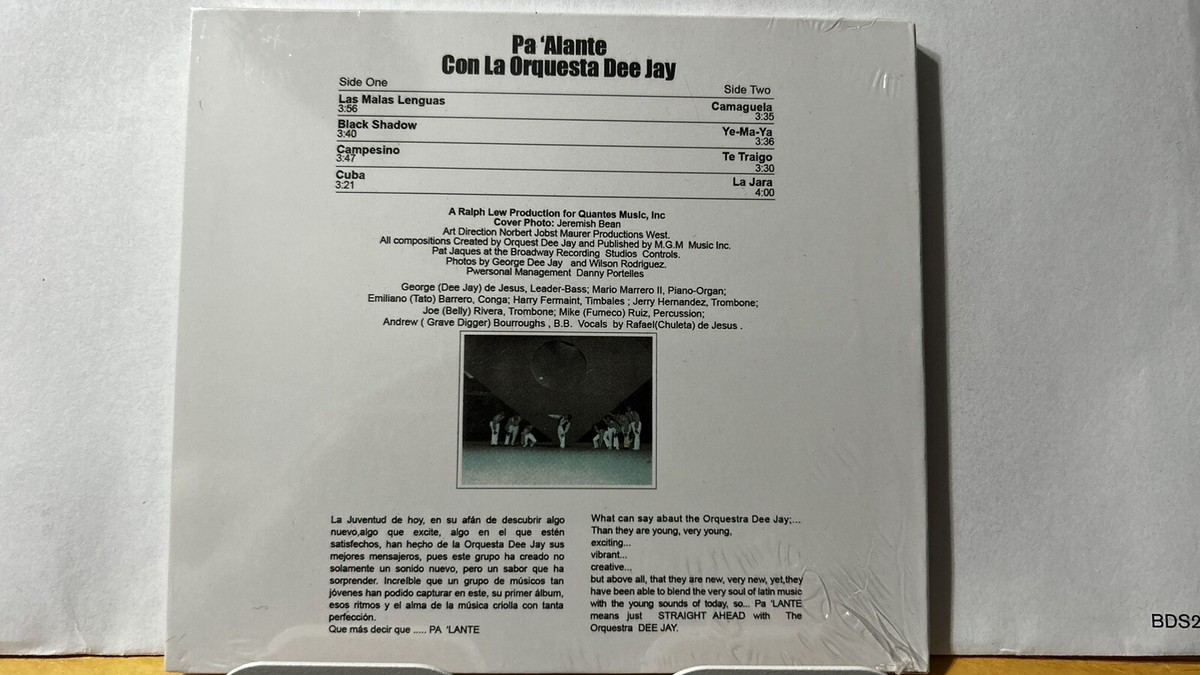 Pa ‘Alante
Con La Orquesta Dee Jay
Side One
Las Malas Lenguas
3:56
Black Shadow
3:40
Campesino
3:47
Cuba
3:21
Side Two
Camaguela
3:35
Ye-Ma-Ya
3:36
Te Traigo
3:30
La Jara
4:00
A Ralph Lew Production for Quantes Music, Inc
Cover Photo: Jeremish Bean
Art Direction Norbert Jobst Maurer Productions West.
All compositions Created by Orquest Dee Jay and Published by M.G.M Music Inc.
Pat Jaques at the Broadway Recording Studios Controls.
Photos by George Dee Jay and Wilson Rodriguez.
Pwersonal Management Danny Portelles
George (Dee Jay) de Jesus, Leader-Bass; Mario Marrero II, Piano-Organ;
Emiliano (Tato) Barrero, Conga; Harry Fermaint, Timbales ; Jerry Hernandez, Trombone;
Joe (Belly) Rivera, Trombone; Mike (Fumeco) Ruiz, Percussion;
Andrew ( Grave Digger) Bourroughs , B.B. Vocals by Rafael(Chuleta) de Jesus .
La Juventud de hoy, en su afán de descubrir algo
nuevo,algo que excite, algo en el que estén
satisfechos, han hecho de la Orquesta Dee Jay sus
mejores mensajeros, pues este grupo ha creado no
solamente un sonido nuevo, pero un sabor que ha
sorprender. Increíble que un grupo de músicos tan
jóvenes han podido capturar en este, su primer álbum,
esos ritmos y el alma de la música criolla con tanta
perfección.
Que más decir que ..... PA ‘LANTE
What can say abaut the Orquestra Dee Jay;...
Than they are young, very young,
exciting...
vibrant...
creative...
but above all, that they are new, very new, yet,they
have been able to blend the very soul of latin music
with the young sounds of today, so... Pa ‘LANTE
means just STRAIGHT AHEAD with The
Orquestra DEE JAY.
BDS2